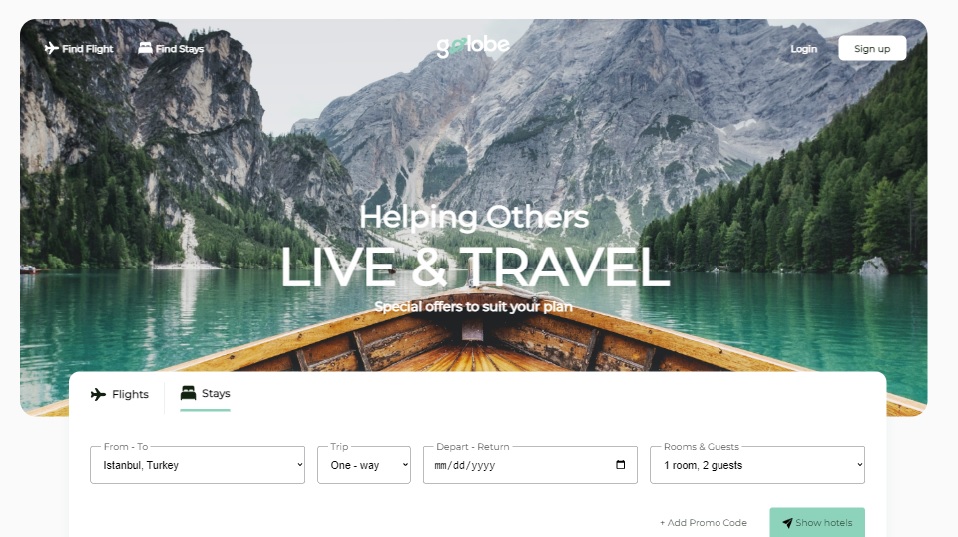 Find Flight
Find Stays
golobe
Login
Sign up
Helping Others
LIVE & TRAVEL
Special offers to suit your plan
Flights
Stays
From - To
Istanbul, Turkey
Trip
One - way
Depart - Return
mm/dd/yyyy
Rooms & Guests
1 room, 2 guests
+ Add Promo Code
Show hotels